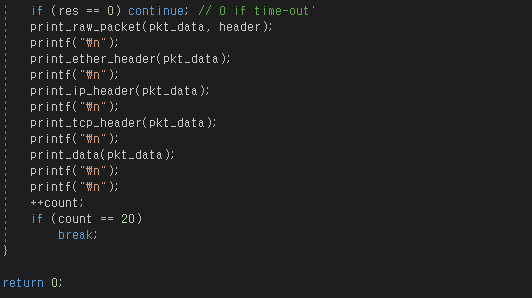 if (res == 0) continue; // 0 if time-out'
print_raw_packet(pkt_data, header);
printf("₩n");
print_ether_header(pkt_data);
printf("₩n");
print_ip_header(pkt_data);
printf("₩n");
print_tcp_header(pkt_data);
printf("₩n");
print_data(pkt_data);
printf("₩n");
printf("₩n");
++count;
if (count == 20)
break;
}
return 0;